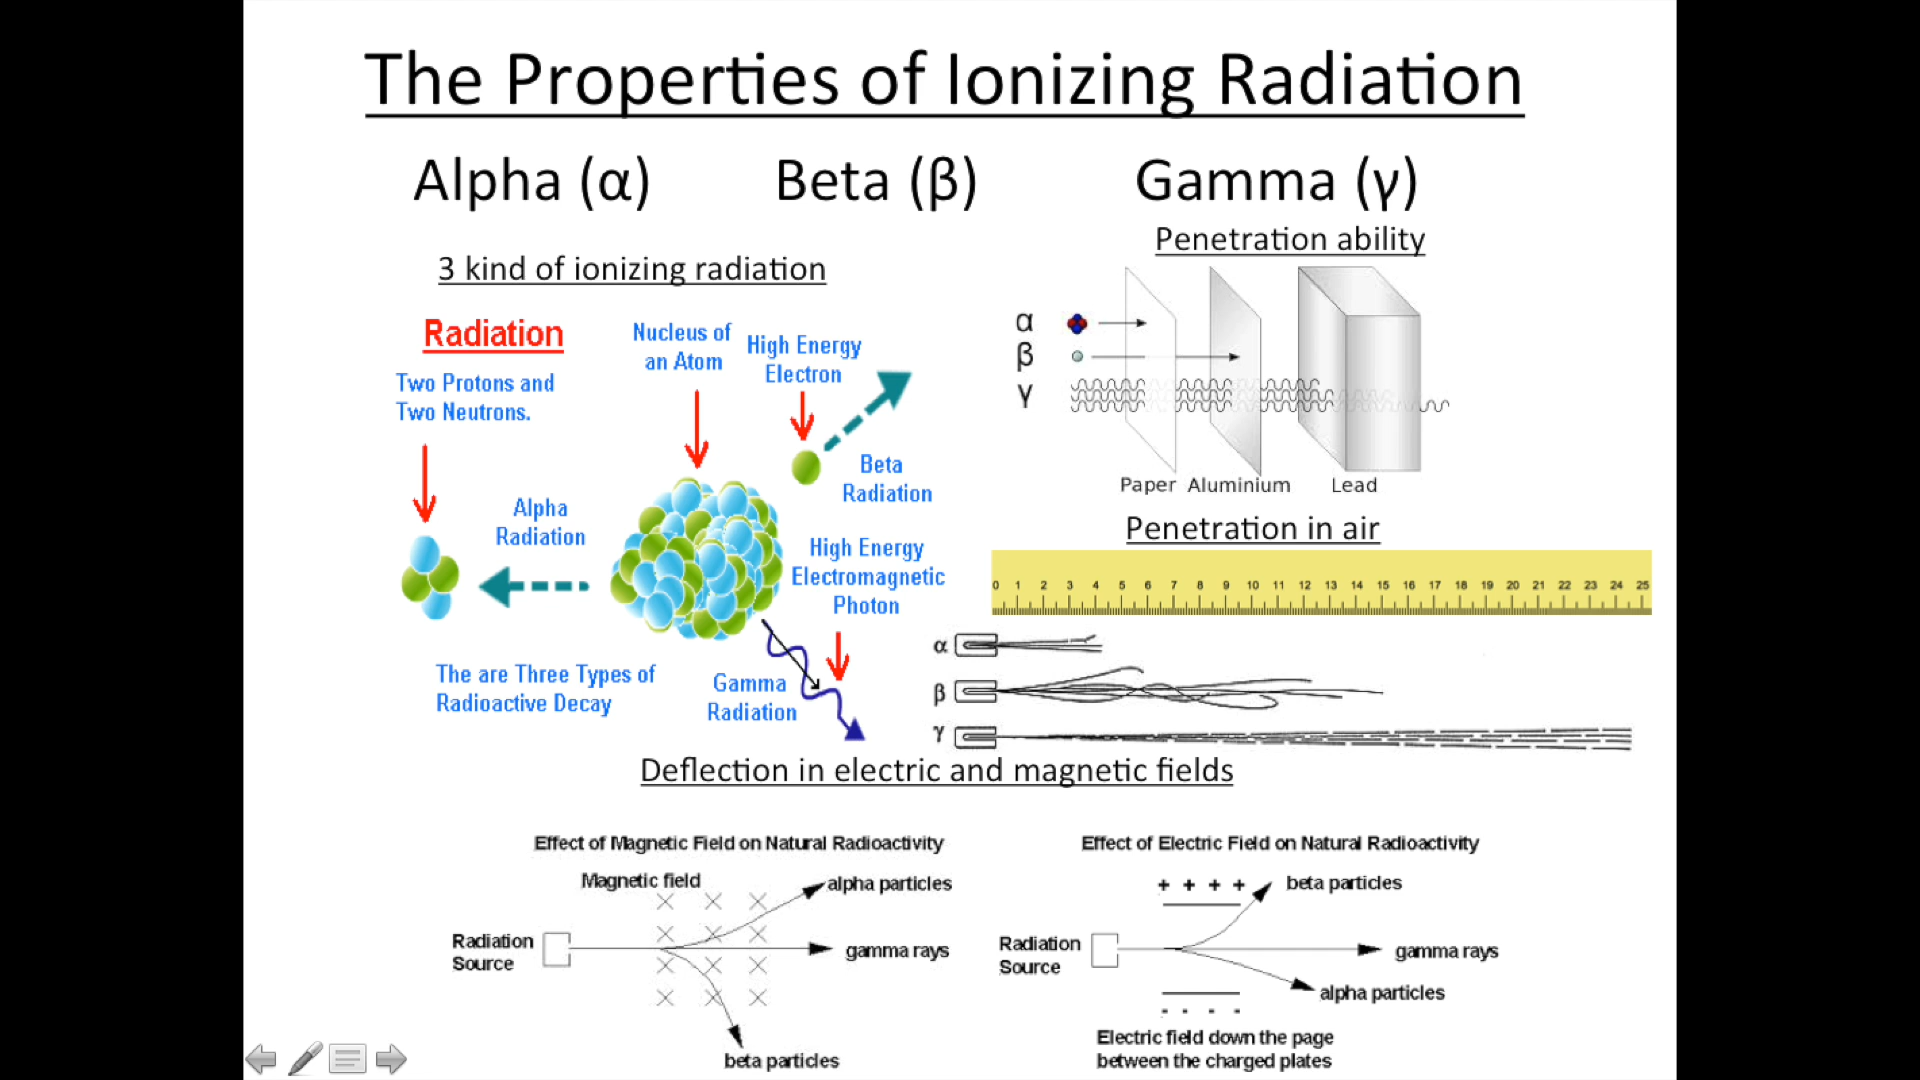 The Properties of Ionizing Radiation
Alpha (α)
Beta (β)
Gamma (γ)
3 kind of ionizing radiation
Radiation
Two Protons and
Two Neutrons.
Nucleus of
an Atom
High Energy
Electron
Beta
Radiation
Alpha
Radiation
High Energy
Electromagnetic
Photon
The are Three Types of
Radioactive Decay
Gamma
Radiation
Penetration ability
α
β
γ
Paper Aluminium Lead
Penetration in air
0 1 2 3 4 5 6 7 8 9 10 11 12 13 14 15 16 17 18 19 20 21 22 23 24 25
α
β
γ
Deflection in electric and magnetic fields
Effect of Magnetic Field on Natural Radioactivity
Magnetic field
alpha particles
Radiation
Source
gamma rays
beta particles
Effect of Electric Field on Natural Radioactivity
+ + + +
beta particles
Radiation
Source
gamma rays
alpha particles
- - - -
Electric field down the page
between the charged plates